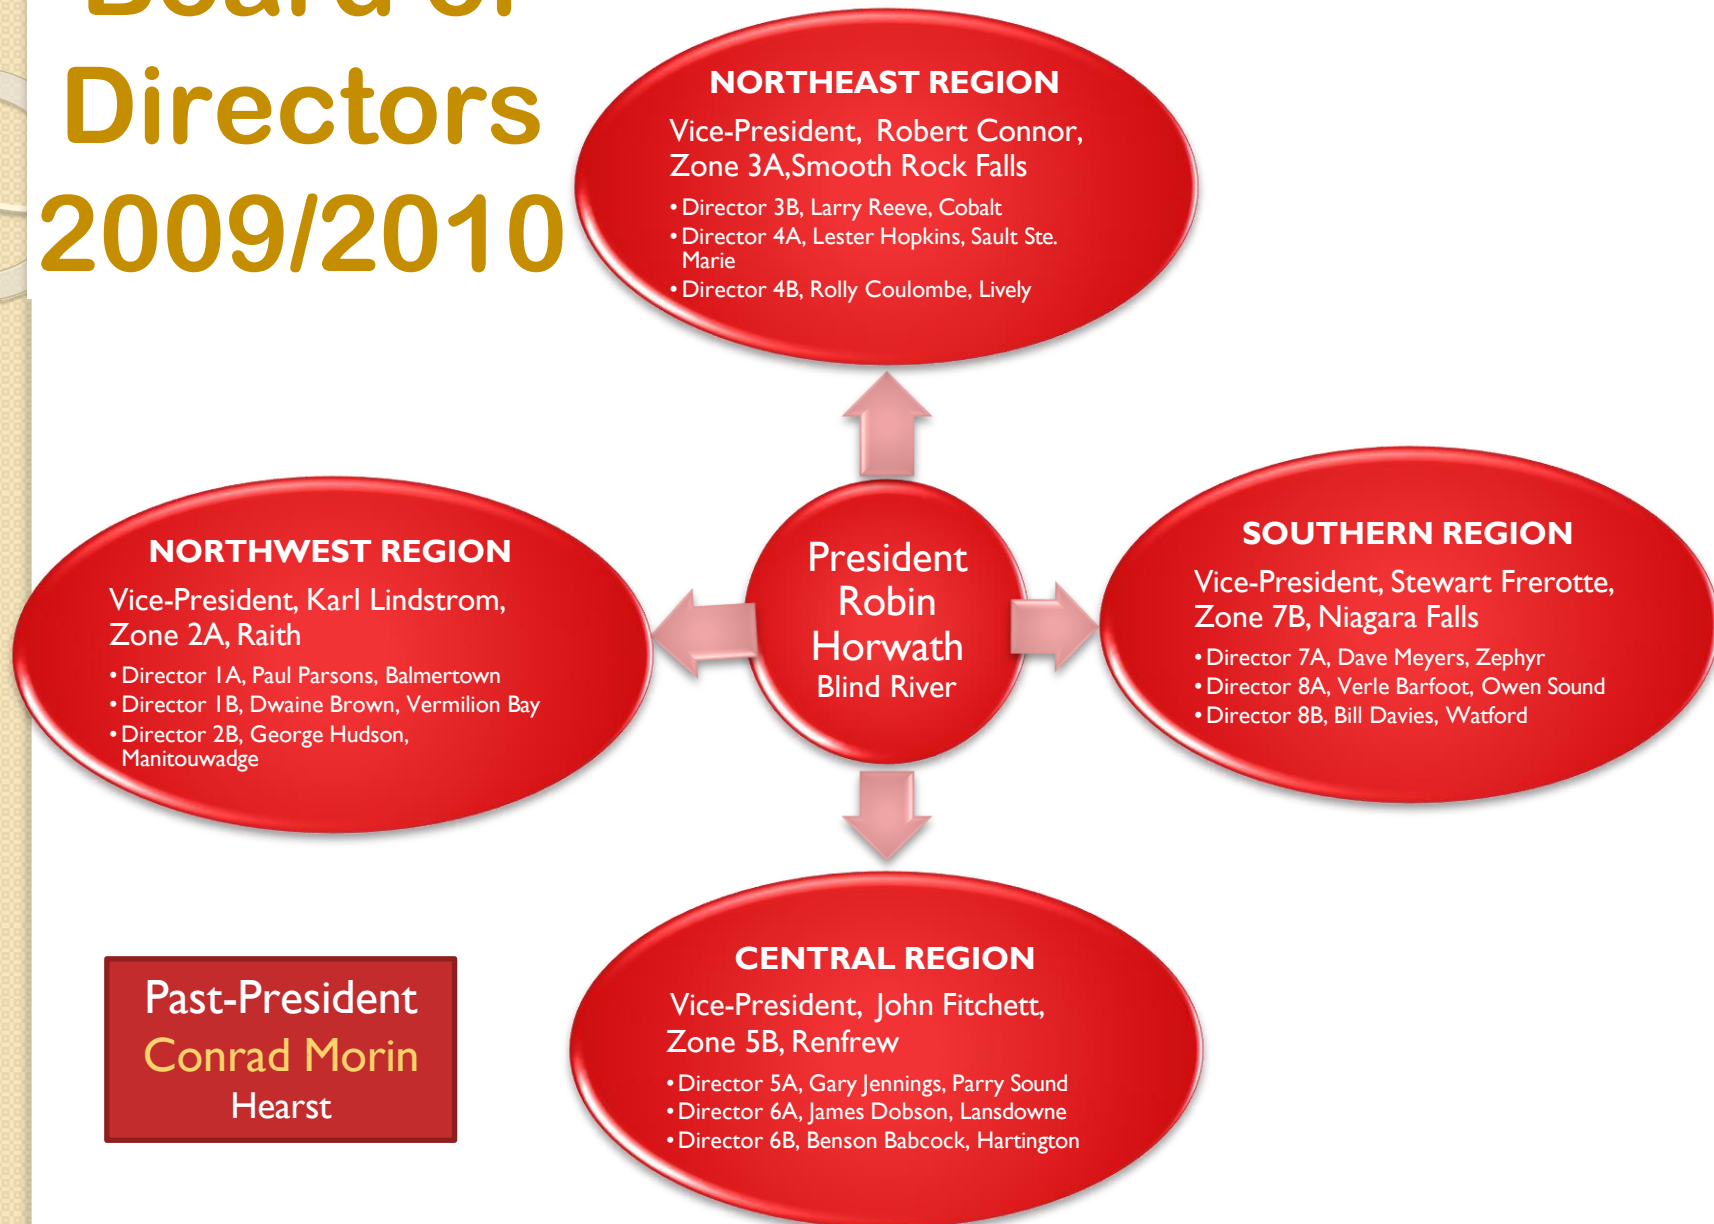 Board of
Directors
2009/2010
NORTHEAST REGION
Vice-President, Robert Connor,
Zone 3A,Smooth Rock Falls
• Director 3B, Larry Reeve, Cobalt
• Director 4A, Lester Hopkins, Sault Ste.
Marie
• Director 4B, Rolly Coulombe, Lively
NORTHWEST REGION
Vice-President, Karl Lindstrom,
Zone 2A, Raith
• Director 1A, Paul Parsons, Balmertown
• Director 1B, Dwaine Brown, Vermilion Bay
• Director 2B, George Hudson,
Manitouwadge
President
Robin
Horwath
Blind River
SOUTHERN REGION
Vice-President, Stewart Frerotte,
Zone 7B, Niagara Falls
• Director 7A, Dave Meyers, Zephyr
• Director 8A, Verle Barfoot, Owen Sound
• Director 8B, Bill Davies, Watford
CENTRAL REGION
Vice-President, John Fitchett,
Zone 5B, Renfrew
• Director 5A, Gary Jennings, Parry Sound
• Director 6A, James Dobson, Lansdowne
• Director 6B, Benson Babcock, Hartington
Past-President
Conrad Morin
Hearst